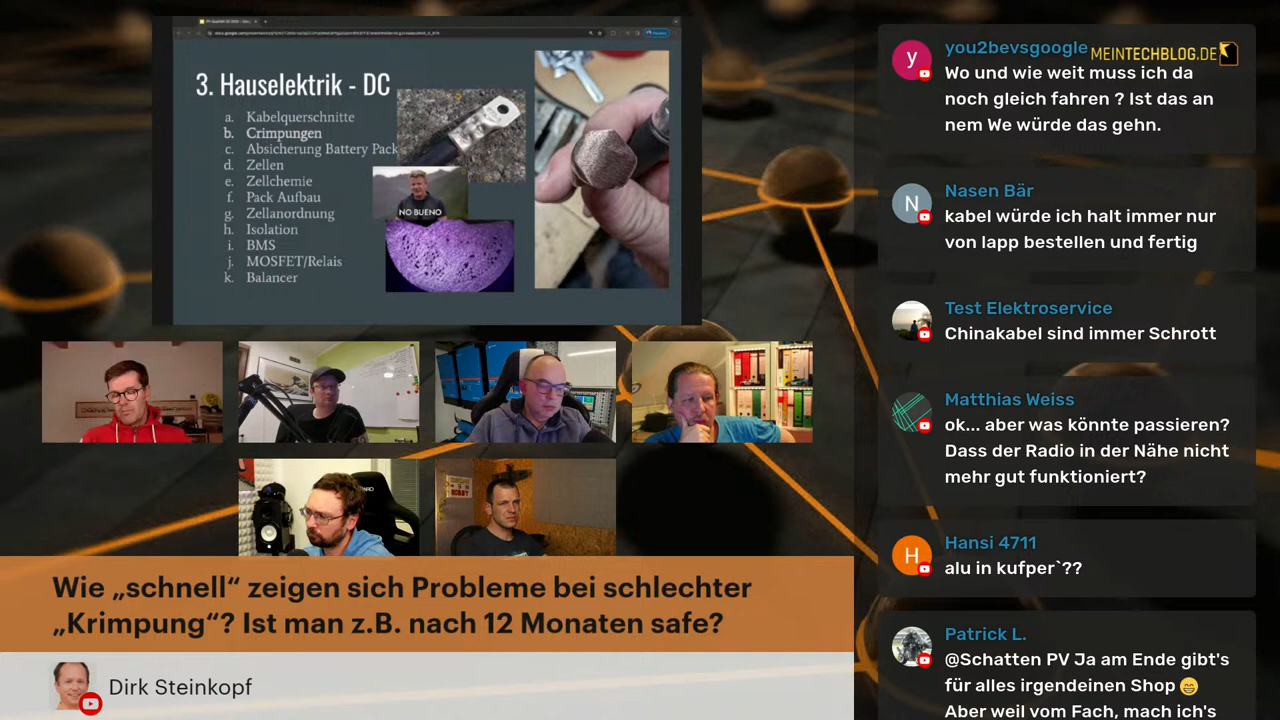 3. Hauselektrik - DC
a. Kabelquerschnitte
b. Crimpungen
c. Absicherung Battery Pack
d. Zellen
e. Zellchemie
f. Pack Aufbau
g. Zellanordnung
h. Isolation
i. BMS
j. MOSFET/Relais
k. Balancer
NO BUENO
Wie „schnell“ zeigen sich Probleme bei schlechter
„Krimpung“? Ist man z.B. nach 12 Monaten safe?
Dirk Steinkopf
MEINTECHBLOG.DE
y
you2bevsgoogle
Wo und wie weit muss ich da
noch gleich fahren ? Ist das an
nem We würde das gehn.
N
Nasen Bär
kabel würde ich halt immer nur
von lapp bestellen und fertig
Test Elektroservice
Chinakabel sind immer Schrott
Matthias Weiss
ok... aber was könnte passieren?
Dass der Radio in der Nähe nicht
mehr gut funktioniert?
H
Hansi 4711
alu in kufper`??
Patrick L.
@Schatten PV Ja am Ende gibt's
für alles irgendeinen Shop 😁
Aber weil vom Fach, mach ich's